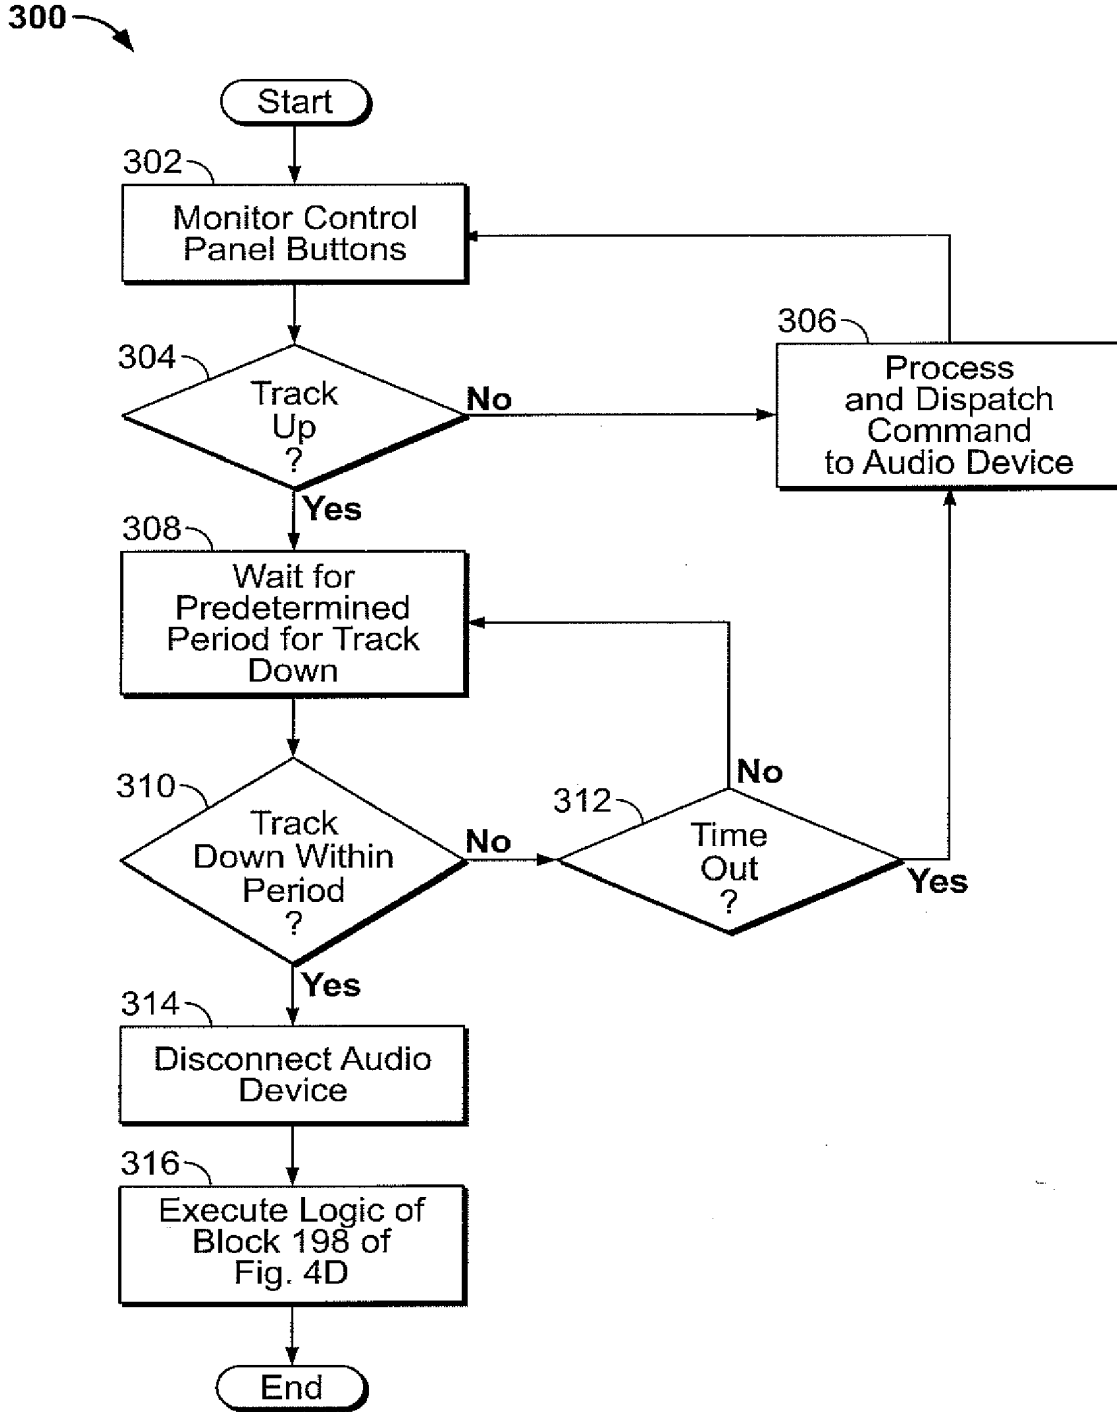 300
Start
302
Monitor Control
Panel Buttons
304
Track
Up
?
No
306
Process
and Dispatch
Command
to Audio Device
Yes
308
Wait for
Predetermined
Period for Track
Down
310
Track
Down Within
Period
?
No
312
Time
Out
?
No
Yes
Yes
314
Disconnect Audio
Device
316
Execute Logic of
Block 198 of
Fig. 4D
End